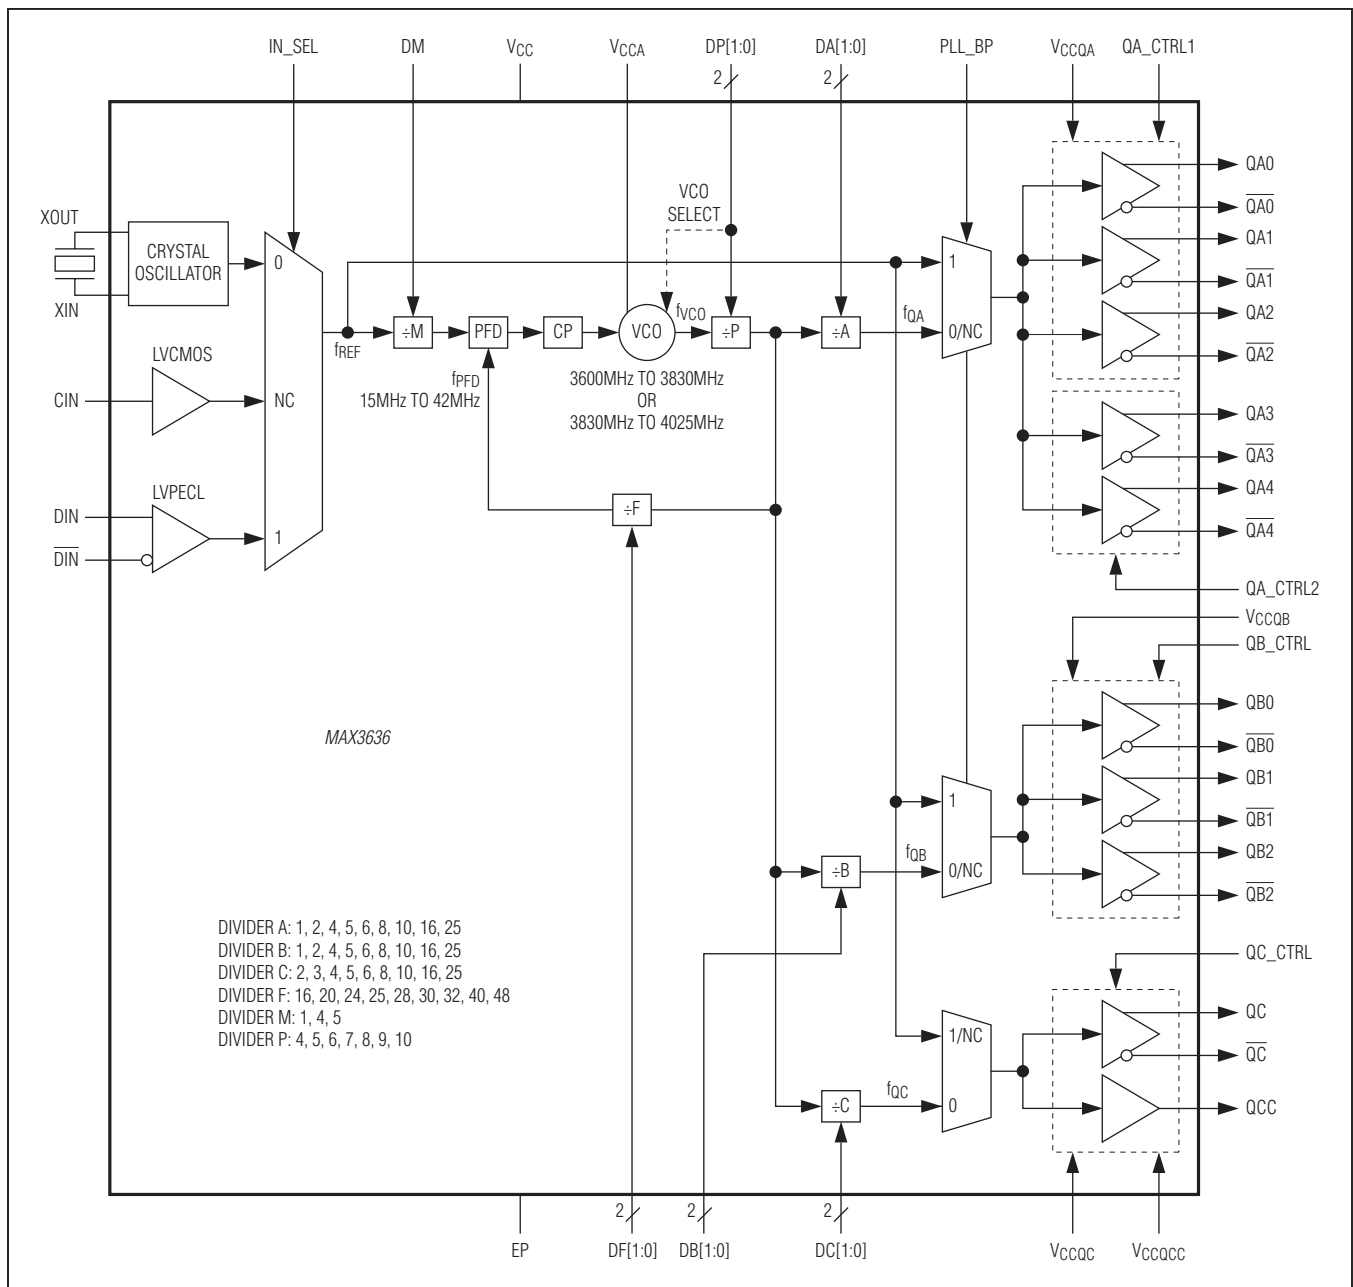 IN_SEL
DM
VCC
VCCA
DP[1:0]
DA[1:0]
PLL_BP
VCCQA
QA_CTRL1
2
2
XOUT
XIN
CRYSTAL
OSCILLATOR
0
LVCMOS
CIN
NC
LVPECL
DIN
DIN
1
fREF
÷M
PFD
fPFD
15MHz TO 42MHz
CP
VCO
SELECT
VCO
fVCO
3600MHz TO 3830MHz
OR
3830MHz TO 4025MHz
÷P
÷A
fQA
1
0/NC
÷F
QA0
QA0
QA1
QA1
QA2
QA2
QA3
QA3
QA4
QA4
QA_CTRL2
VCCQB
QB_CTRL
MAX3636
÷B
fQB
1
0/NC
QB0
QB0
QB1
QB1
QB2
QB2
QC_CTRL
DIVIDER A: 1, 2, 4, 5, 6, 8, 10, 16, 25
DIVIDER B: 1, 2, 4, 5, 6, 8, 10, 16, 25
DIVIDER C: 2, 3, 4, 5, 6, 8, 10, 16, 25
DIVIDER F: 16, 20, 24, 25, 28, 30, 32, 40, 48
DIVIDER M: 1, 4, 5
DIVIDER P: 4, 5, 6, 7, 8, 9, 10
÷C
fQC
1/NC
0
QC
QC
QCC
2
2
2
EP
DF[1:0]
DB[1:0]
DC[1:0]
VCCQC
VCCQCC